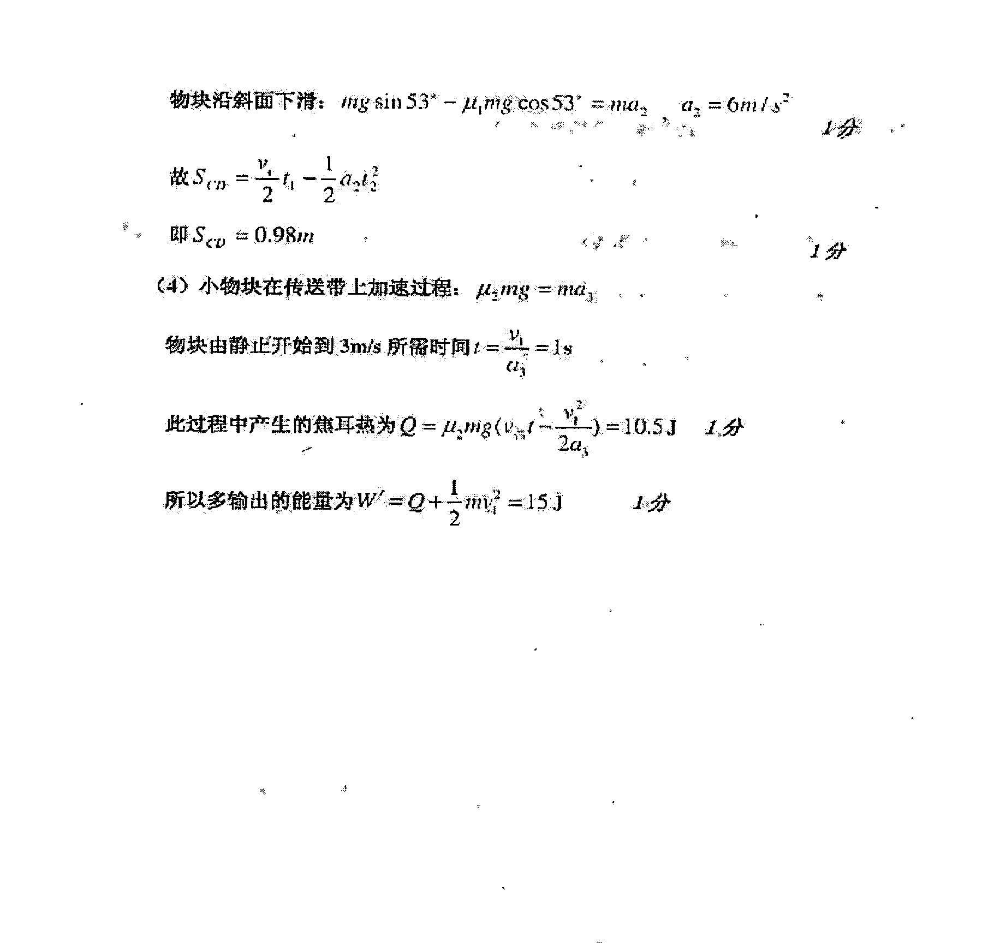 物块沿斜面下滑：mg sin 53° − μ₁mg cos 53° = ma₂  a₂ = 6m/s²
1分
故 S_CD = v₁/2 t₁ − 1/2 a₂t₂²
即 S_CD = 0.98m
1分
（4）小物块在传送带上加速过程：μ₂mg = ma₃
物块由静止开始到 3m/s 所需时间 t = v₁/a₃ = 1s
此过程中产生的焦耳热为 Q = μ₂mg(v t − v₁²/2a₃) = 10.5 J 1分
所以多输出的能量为 W′ = Q + 1/2 mv₁² = 15 J 1分